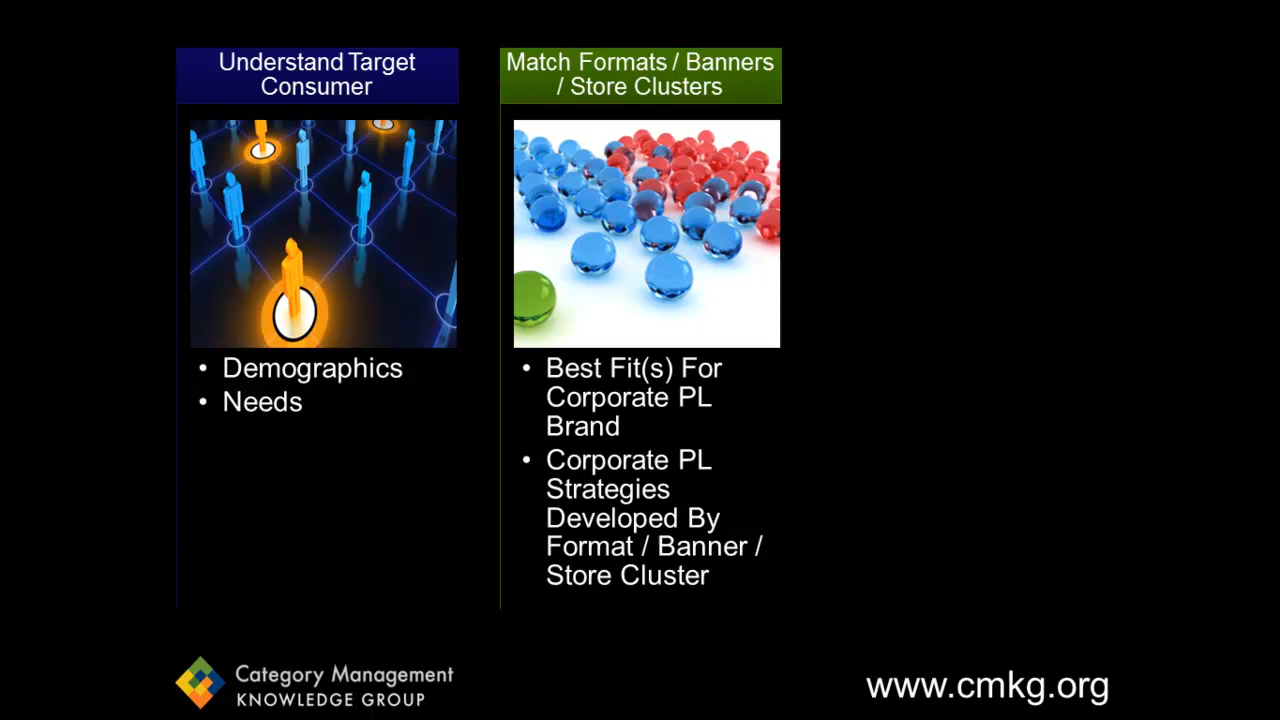 Understand Target
Consumer
• Demographics
• Needs
Match Formats / Banners
/ Store Clusters
• Best Fit(s) For
Corporate PL
Brand
• Corporate PL
Strategies
Developed By
Format / Banner /
Store Cluster
Category Management
KNOWLEDGE GROUP
www.cmkg.org